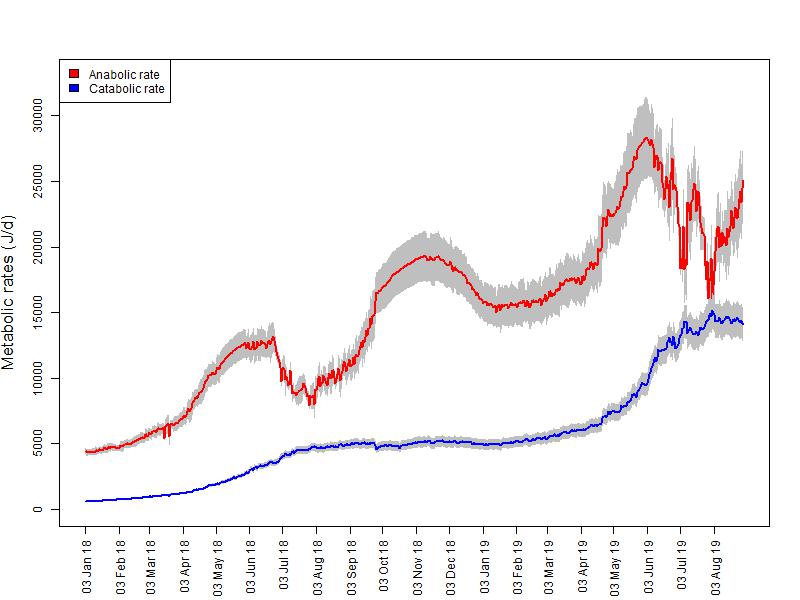 Anabolic rate
Catabolic rate
Metabolic rates (J/d)
30000
25000
20000
15000
10000
5000
0
03 Jan 18
03 Feb 18
03 Mar 18
03 Apr 18
03 May 18
03 Jun 18
03 Jul 18
03 Aug 18
03 Sep 18
03 Oct 18
03 Nov 18
03 Dec 18
03 Jan 19
03 Feb 19
03 Mar 19
03 Apr 19
03 May 19
03 Jun 19
03 Jul 19
03 Aug 19